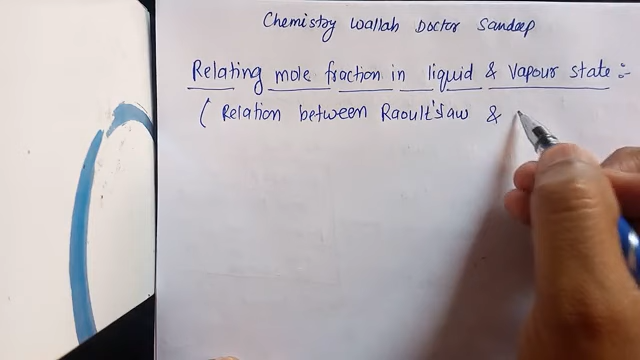 Chemistry Wallah Doctor Sandeep
Relating mole fraction in liquid & Vapour state :-
( Relation between Raoult's law &